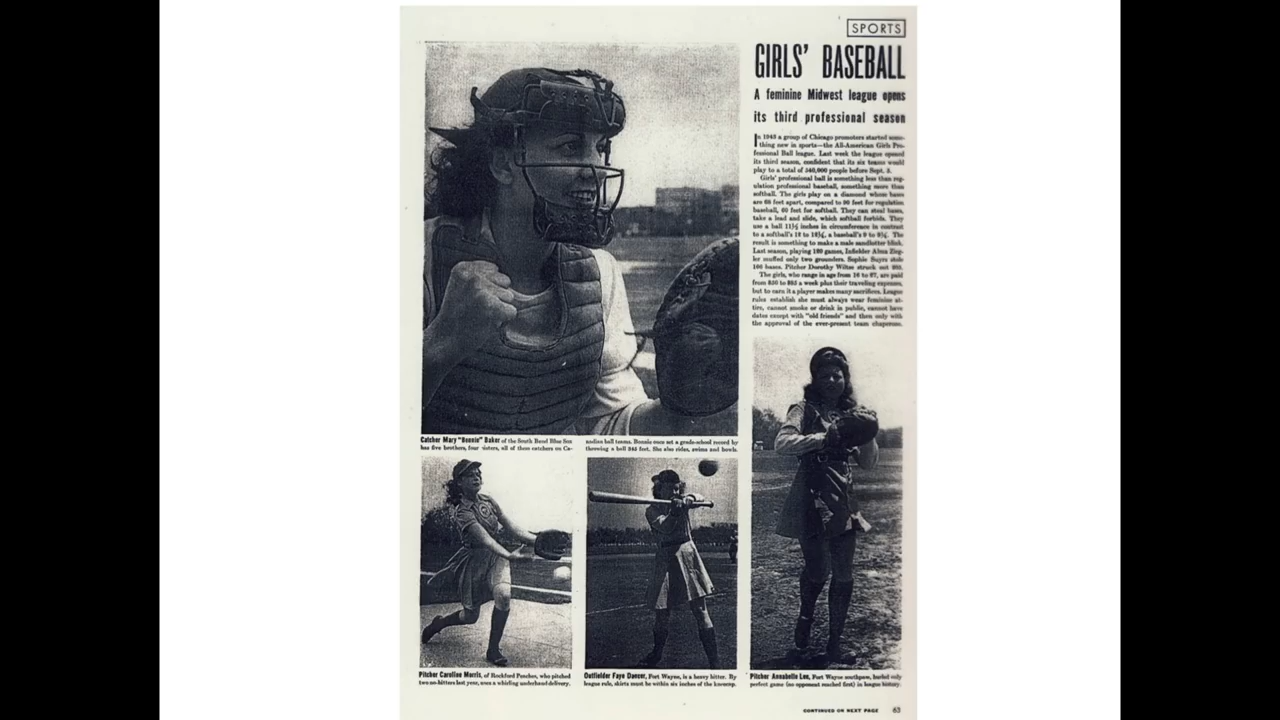 SPORTS
GIRLS' BASEBALL
A feminine Midwest league opens
its third professional season
In 1943 a group of Chicago promoters started some-
thing new in sports—the All-American Girls Pro-
fessional Ball league. Last week the league opened
its third season, confident that its six teams would
play to a total of 540,000 people before Sept. 3.
Girls' professional ball is something less than reg-
ulation professional baseball, something more than
softball. The girls play on a diamond whose bases
are 68 feet apart, compared to 90 feet for regulation
baseball, 60 feet for softball. They can steal bases,
take a lead and slide, which softball forbids. They
use a ball 11½ inches in circumference in contrast
to a softball's 12 to 12¼, a baseball's 9 to 9¼. The
result is something to make a male sandlotter blink.
Last season, playing 120 games, Infielder Alma Zieg-
ler muffed only two grounders. Sophie Suyrs stole
166 bases. Pitcher Dorothy Wiltse struck out
The girls, who range in age from 16 to 27, are paid
from $50 to $85 a week plus their traveling expenses,
but to earn it a player makes many sacrifices. League
rules establish she must always wear feminine at-
tire, cannot smoke or drink in public, cannot have
dates except with "old friends" and then only with
the approval of the ever-present team chaperon.
Catcher Mary "Bonnie" Baker of the South Bend Blue Sox
has five brothers, four sisters, all of them catchers on Ca-
nadian ball teams. Bonnie once set a grade-school record by
throwing a ball 343 feet. She also rides, swims and bowls.
Pitcher Caroline Morris, of Rockford Peaches, who pitched
two no-hitters last year, uses a whirling underhand delivery.
Outfielder Faye Dancer, Fort Wayne, is a heavy hitter. By
league rule, skirts must be within six inches of the kneecap.
Pitcher Annabelle Lee, Fort Wayne southpaw, hurled only
perfect game (no opponent reached first) in league history.
CONTINUED ON NEXT PAGE 63